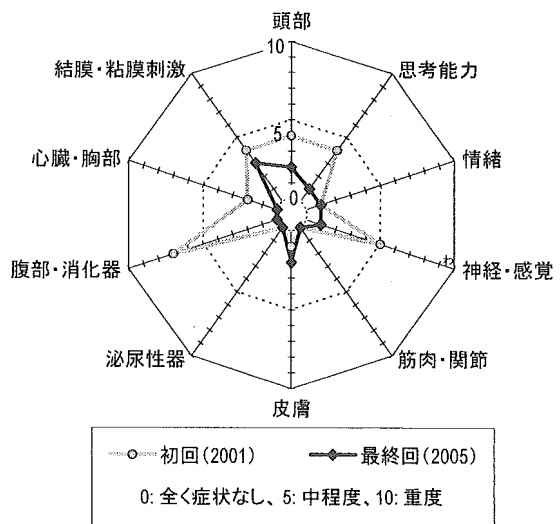 頭部
10
結膜・粘膜刺激
思考能力
5
心臓・胸部
情緒
0
腹部・消化器
神経・感覚
泌尿性器
筋肉・関節
皮膚
初回(2001) 最終回(2005)
0: 全く症状なし、5: 中程度、10: 重度